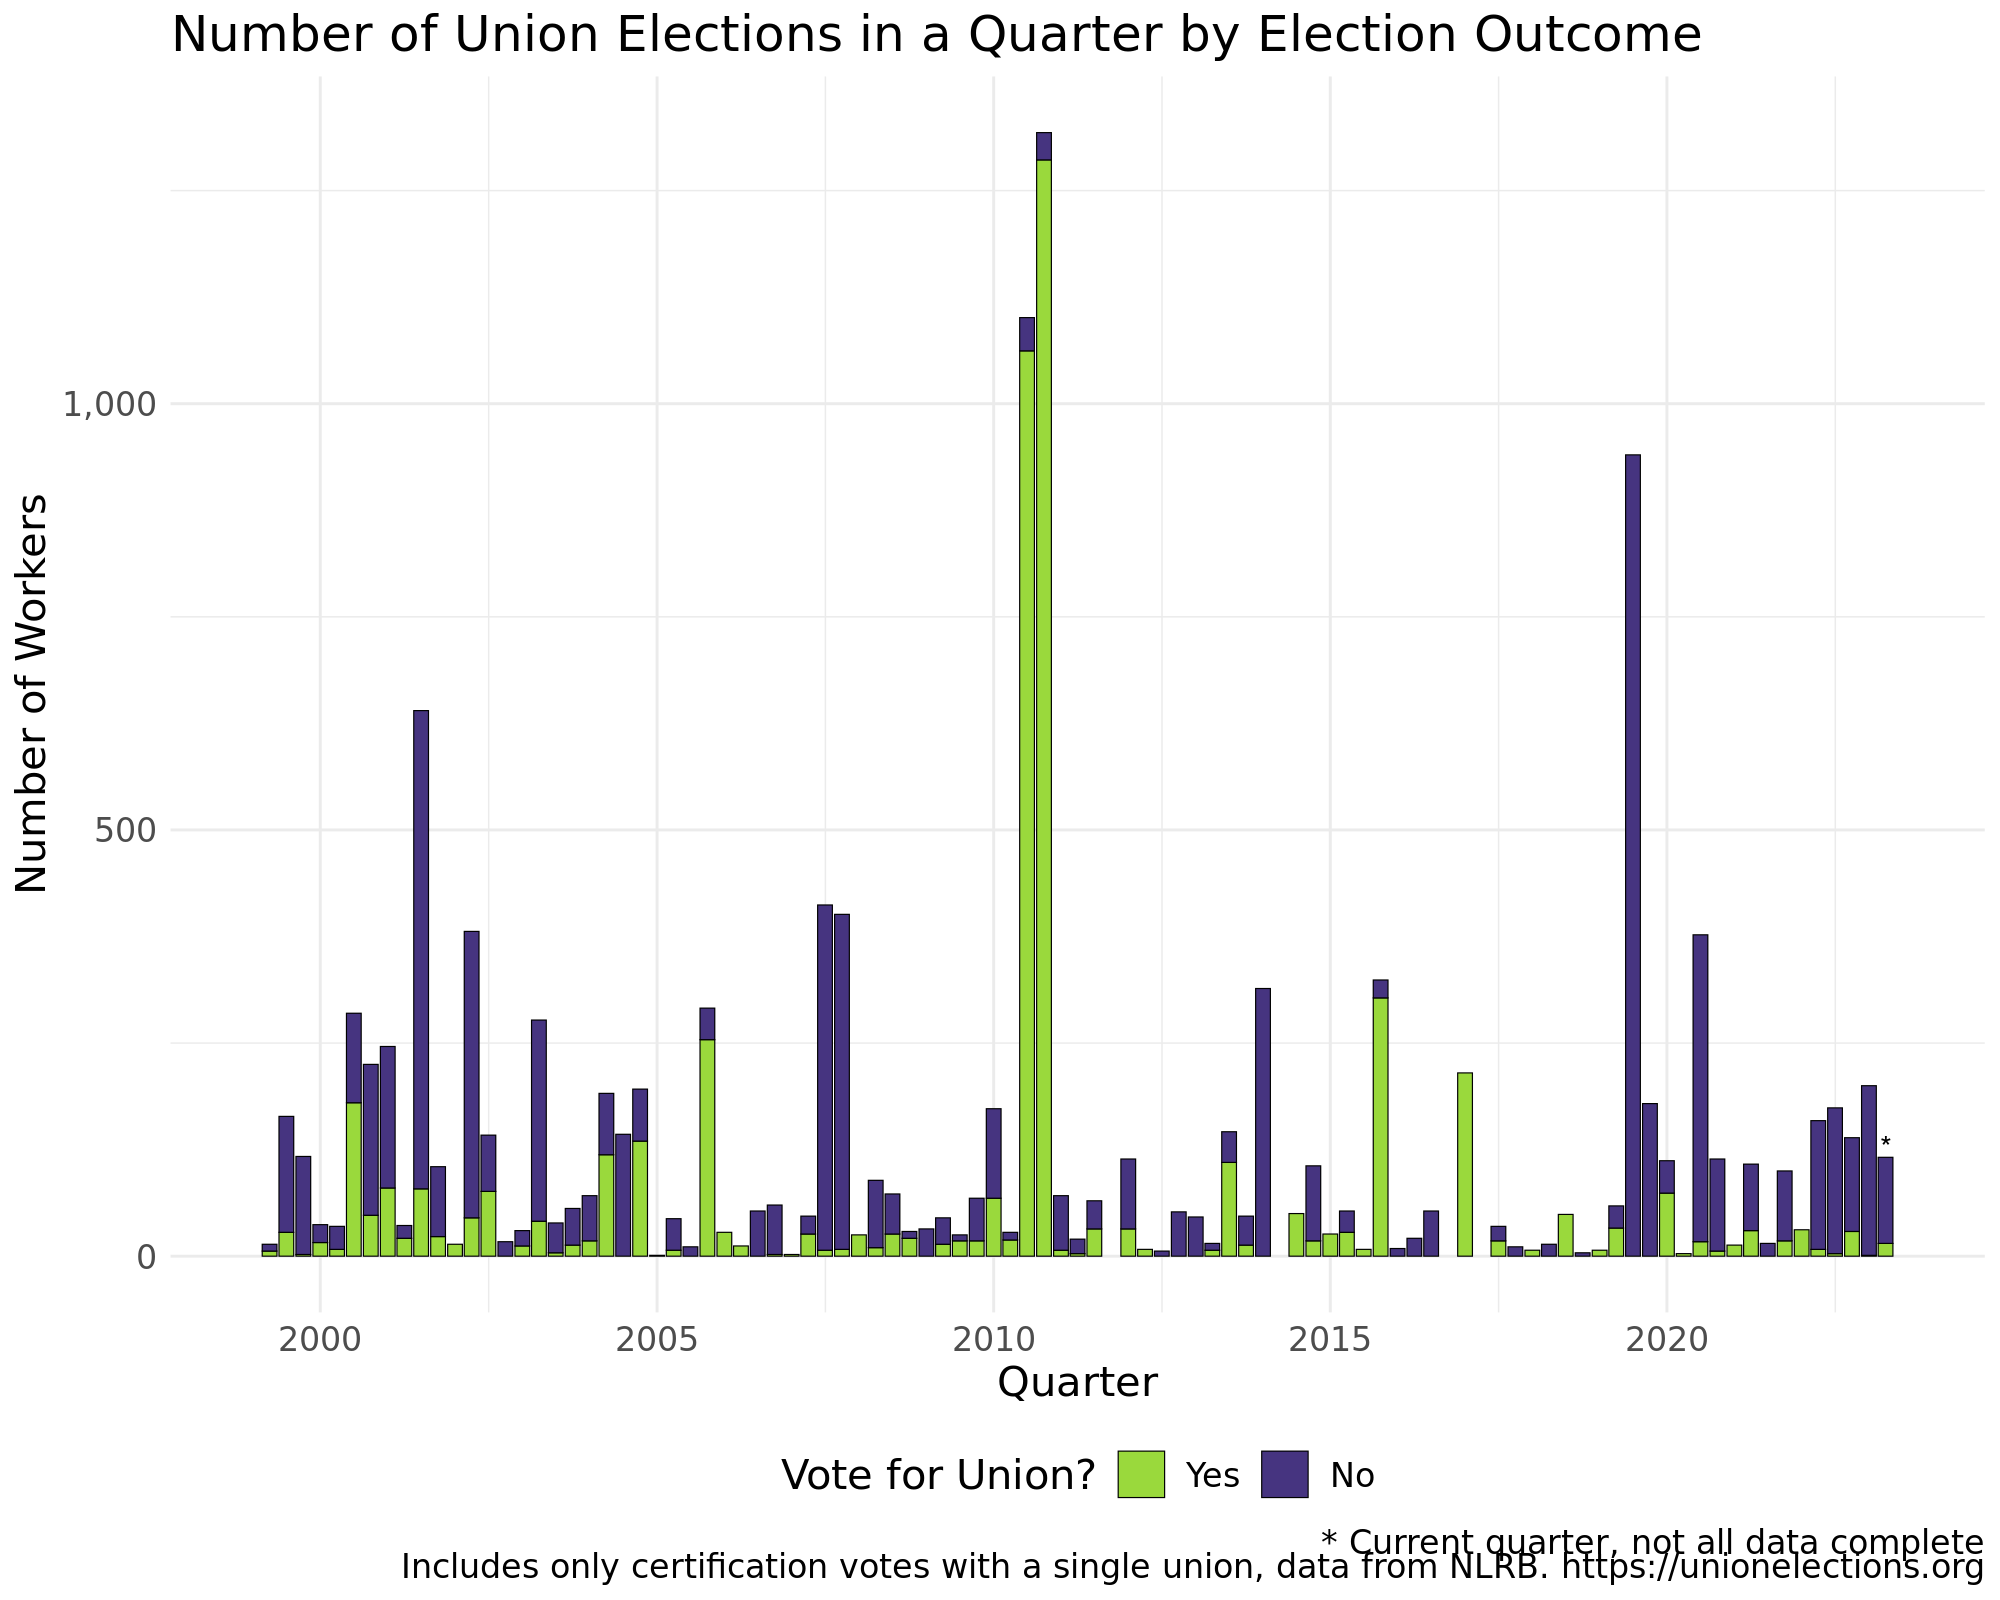 Number of Union Elections in a Quarter by Election Outcome
Number of Workers
1,000
500
0
*
2000 2005 2010 2015 2020
Quarter
Vote for Union? Yes No
* Current quarter, not all data complete
Includes only certification votes with a single union, data from NLRB. https://unionelections.org